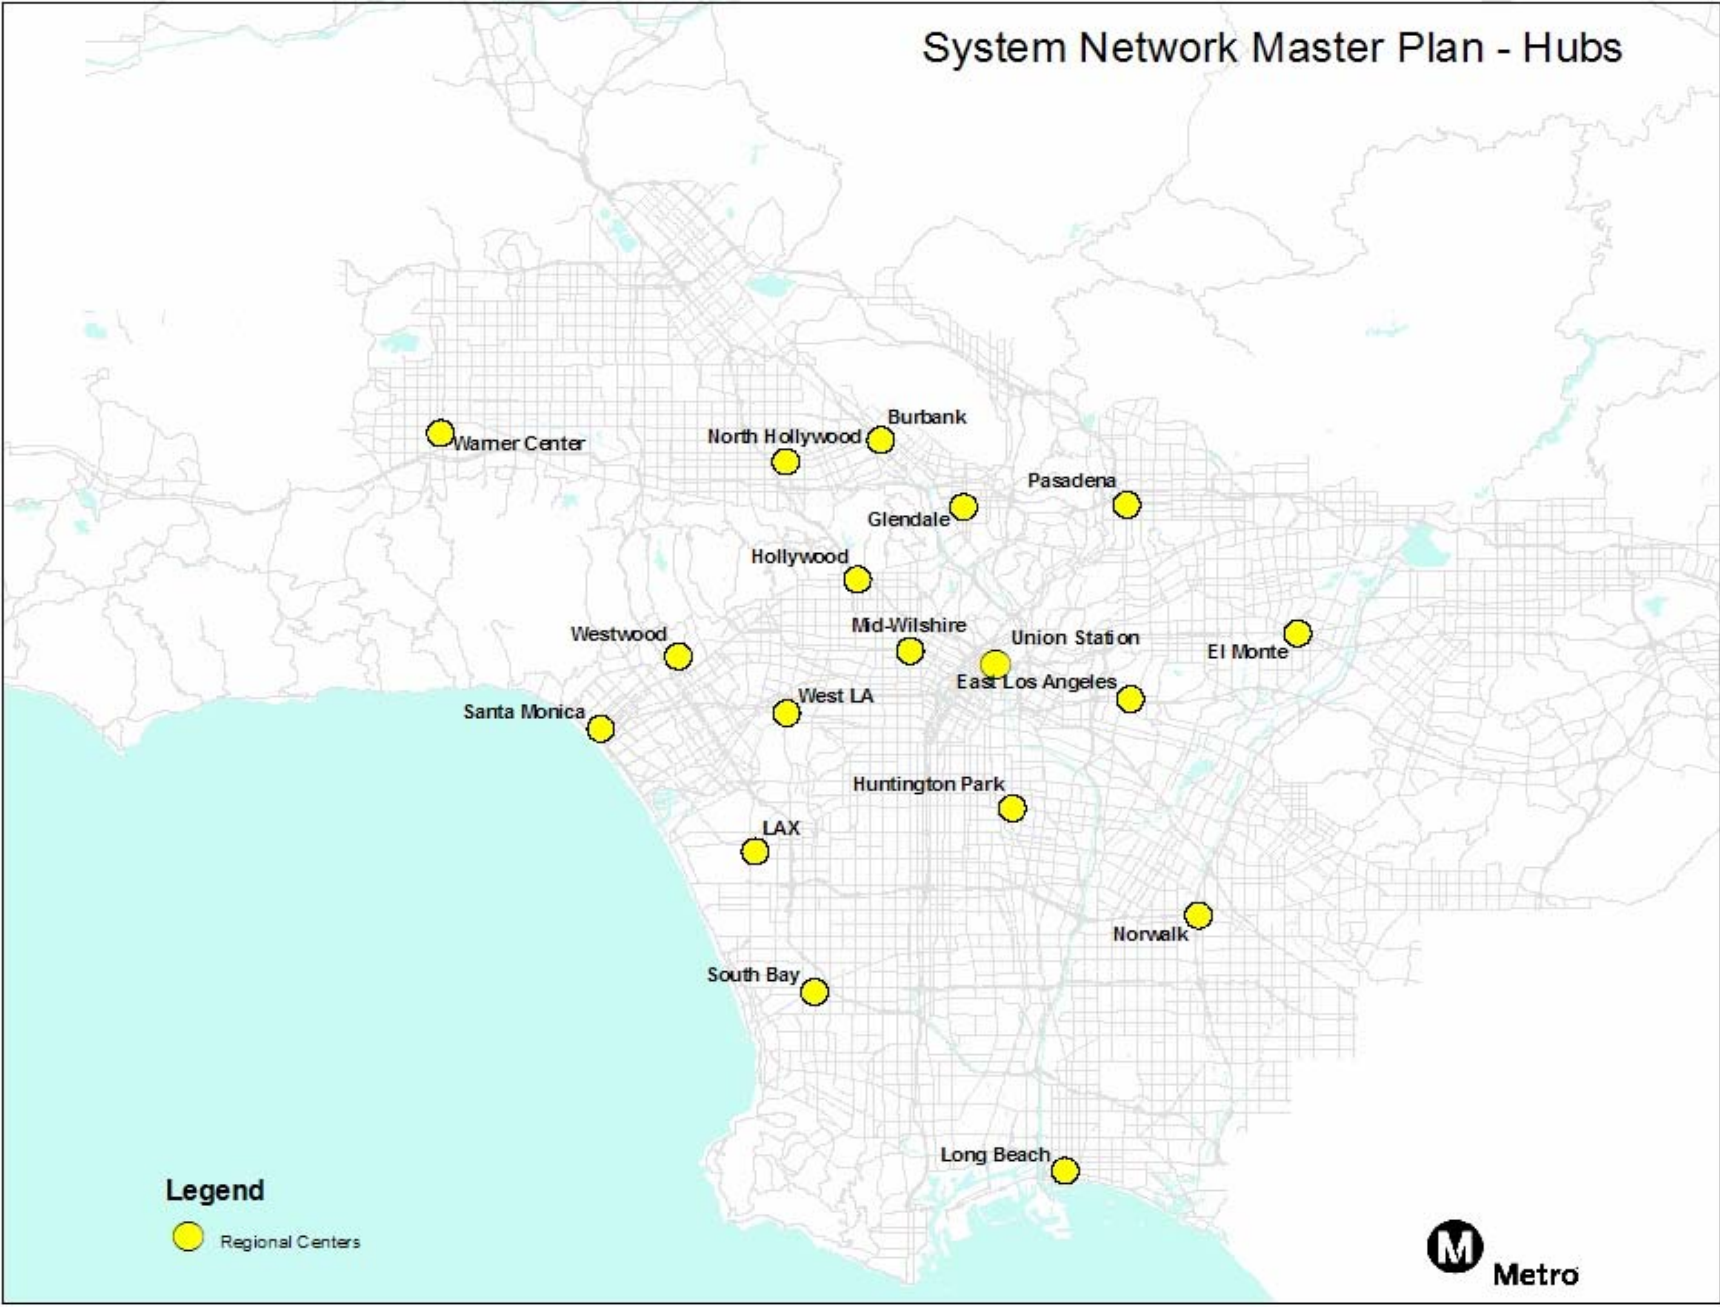 System Network Master Plan - Hubs
Burbank
North Hollywood
Warner Center
Pasadena
Glendale
Hollywood
Mid-Wilshire
Westwood
Union Station
El Monte
East Los Angeles
West LA
Santa Monica
Huntington Park
LAX
Norwalk
South Bay
Long Beach
Legend
Regional Centers
M
Metro